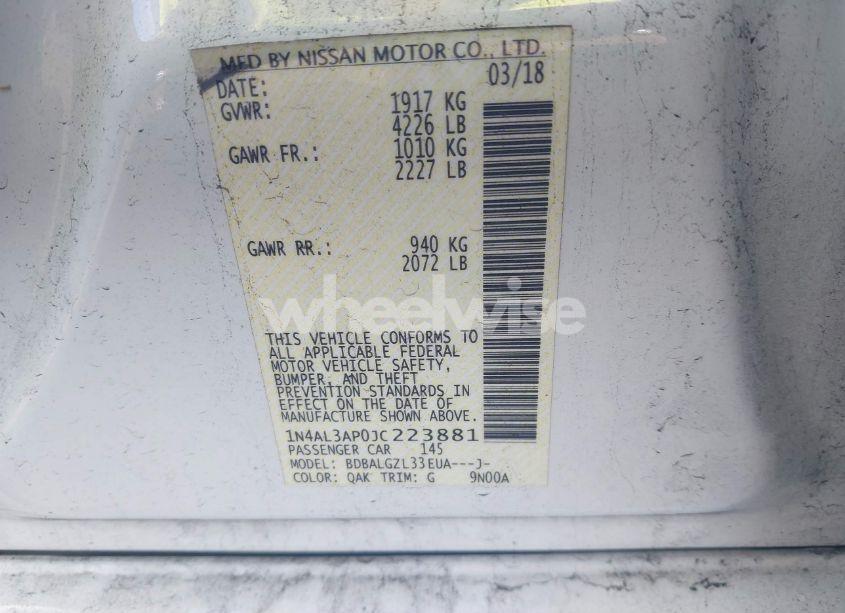 MFD BY NISSAN MOTOR CO., LTD.
DATE: 03/18
GVWR: 1917 KG
4226 LB
GAWR FR.: 1010 KG
2227 LB
GAWR RR.: 940 KG
2072 LB
wheelwise
THIS VEHICLE CONFORMS TO
ALL APPLICABLE FEDERAL
MOTOR VEHICLE SAFETY,
BUMPER, AND THEFT
PREVENTION STANDARDS IN
EFFECT ON THE DATE OF
MANUFACTURE SHOWN ABOVE.
1N4AL3AP0JC223881
PASSENGER CAR 145
MODEL: BDBALGZL33EUA---J-
COLOR: QAK TRIM: G 9N00A